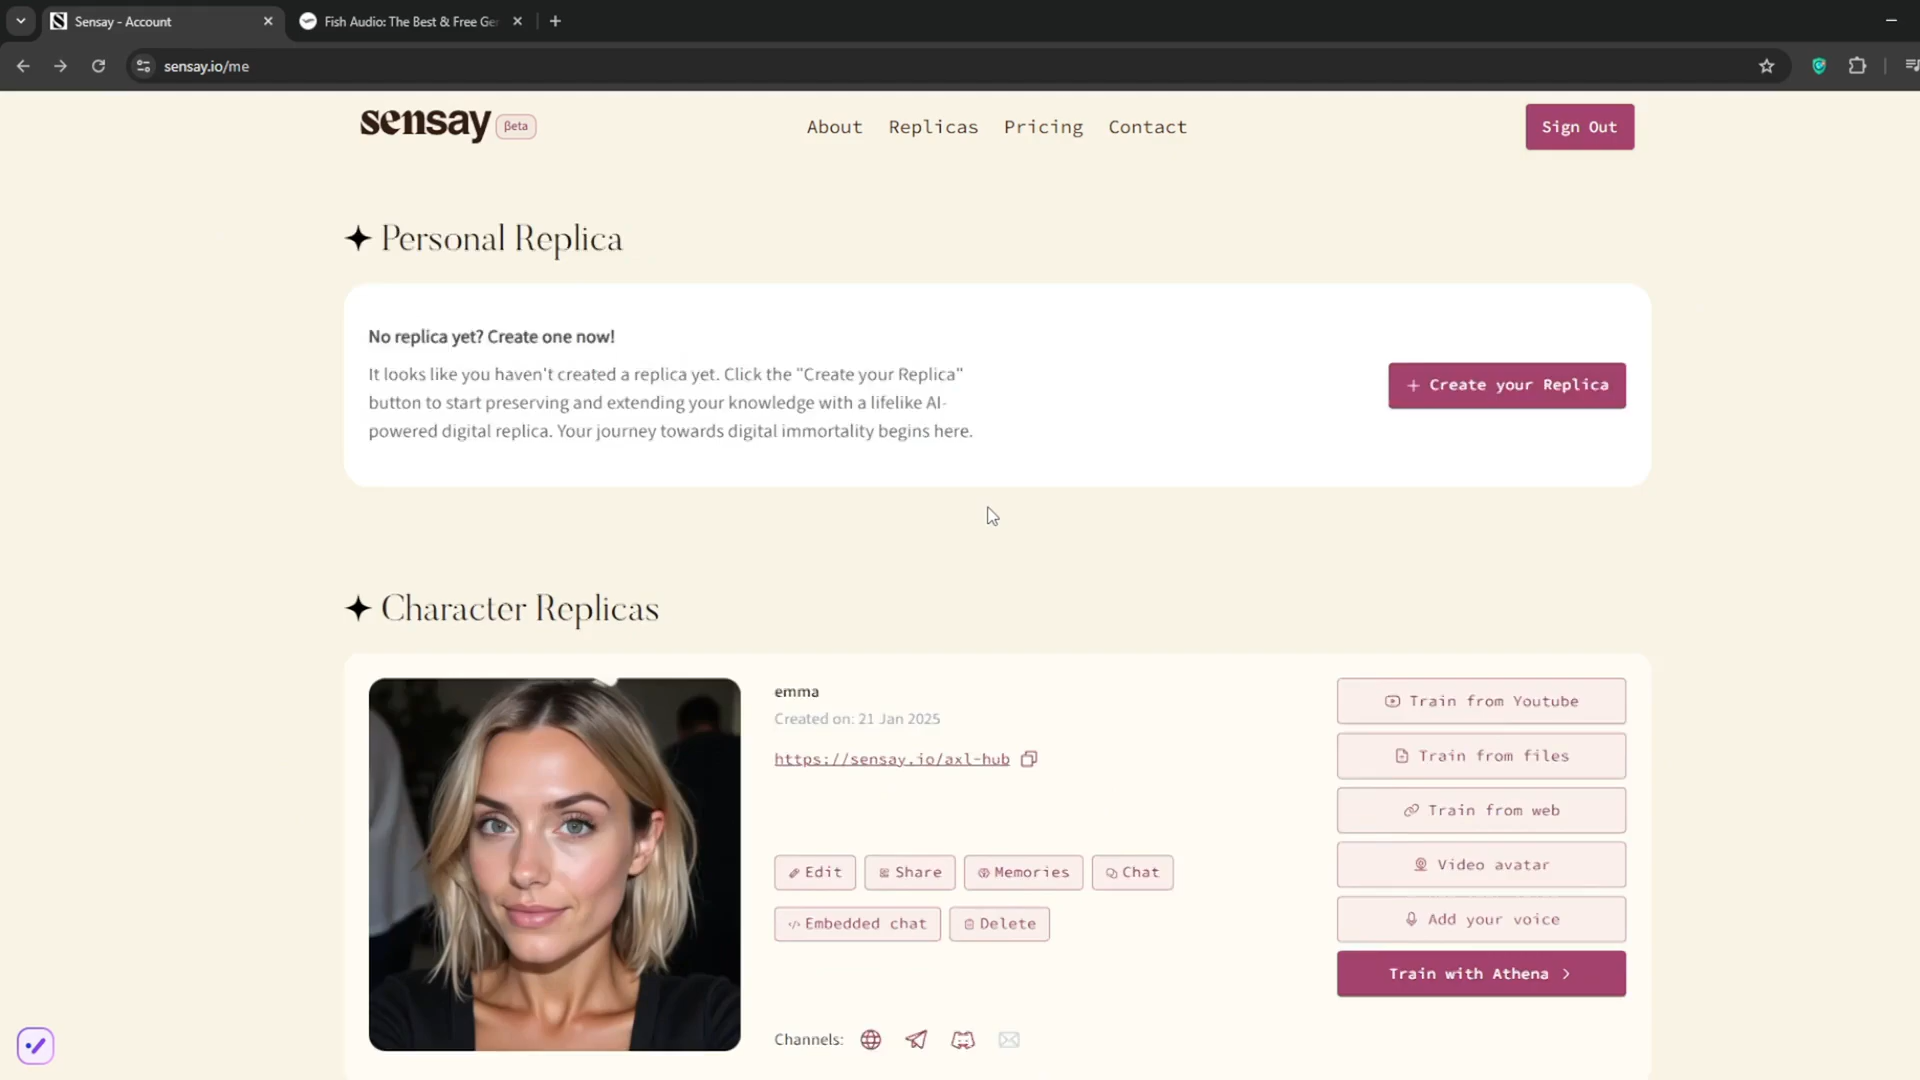 Sensay - Account
Fish Audio: The Best & Free Ge
sensay.io/me
sensay
βeta
About
Replicas
Pricing
Contact
Sign Out
Personal Replica
No replica yet? Create one now!
It looks like you haven't created a replica yet. Click the "Create your Replica"
button to start preserving and extending your knowledge with a lifelike AI-
powered digital replica. Your journey towards digital immortality begins here.
+ Create your Replica
Character Replicas
emma
Created on: 21 Jan 2025
https://sensay.io/axl-hub
Edit
Share
Memories
Chat
Embedded chat
Delete
Channels:
Train from Youtube
Train from files
Train from web
Video avatar
Add your voice
Train with Athena >